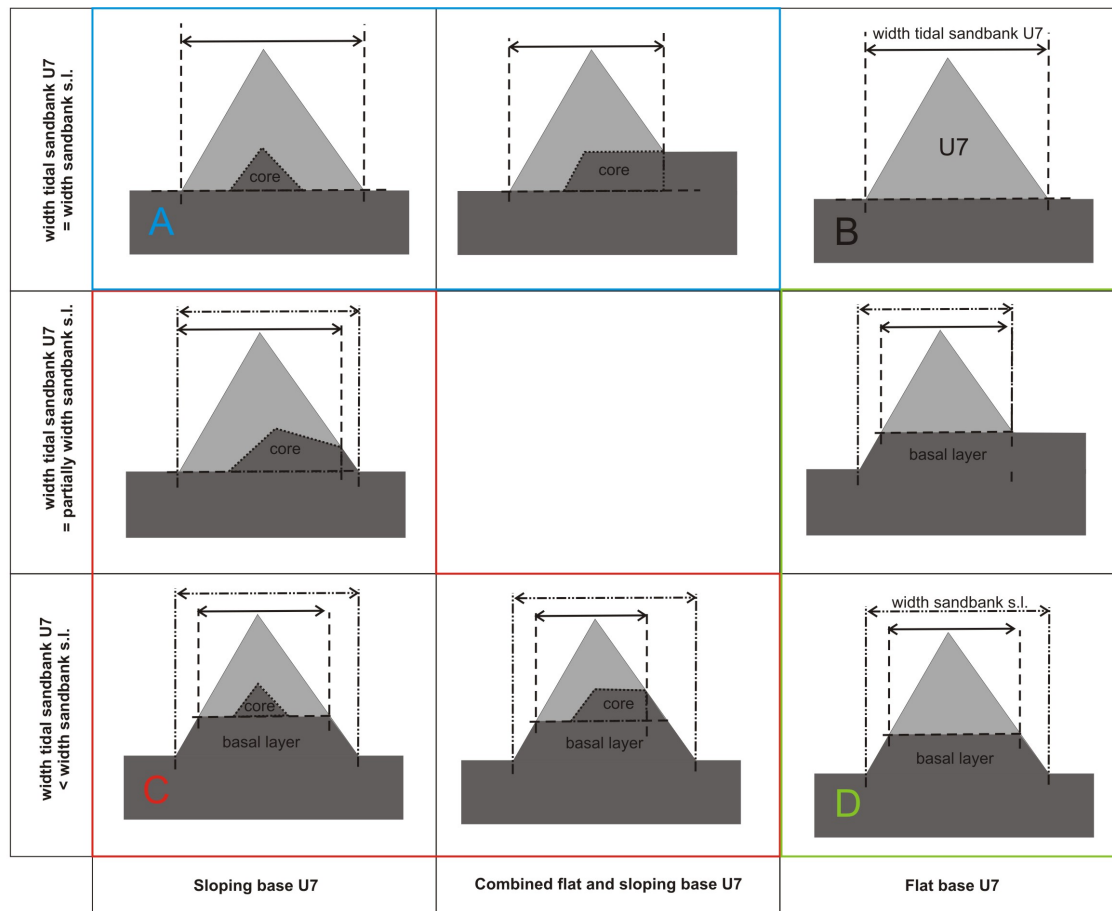 width tidal sandbank U7
= width sandbank s.l.
core
A
core
width tidal sandbank U7
U7
B
width tidal sandbank U7
= partially width sandbank s.l.
core
basal layer
width tidal sandbank U7
< width sandbank s.l.
core
basal layer
C
core
basal layer
width sandbank s.l.
basal layer
D
Sloping base U7
Combined flat and sloping base U7
Flat base U7